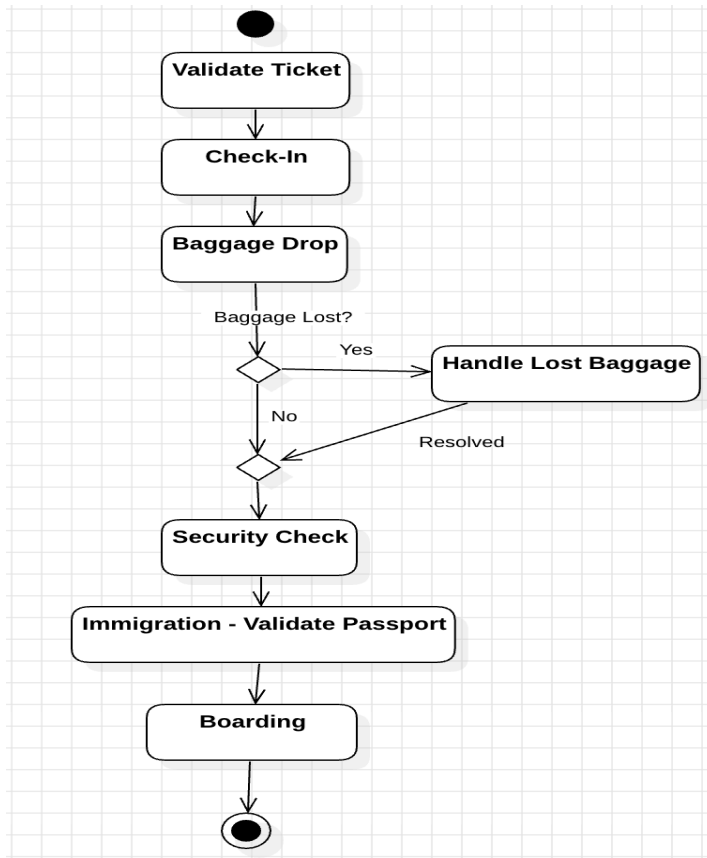 Validate Ticket
Check-In
Baggage Drop
Baggage Lost?
Yes
Handle Lost Baggage
No
Resolved
Security Check
Immigration - Validate Passport
Boarding